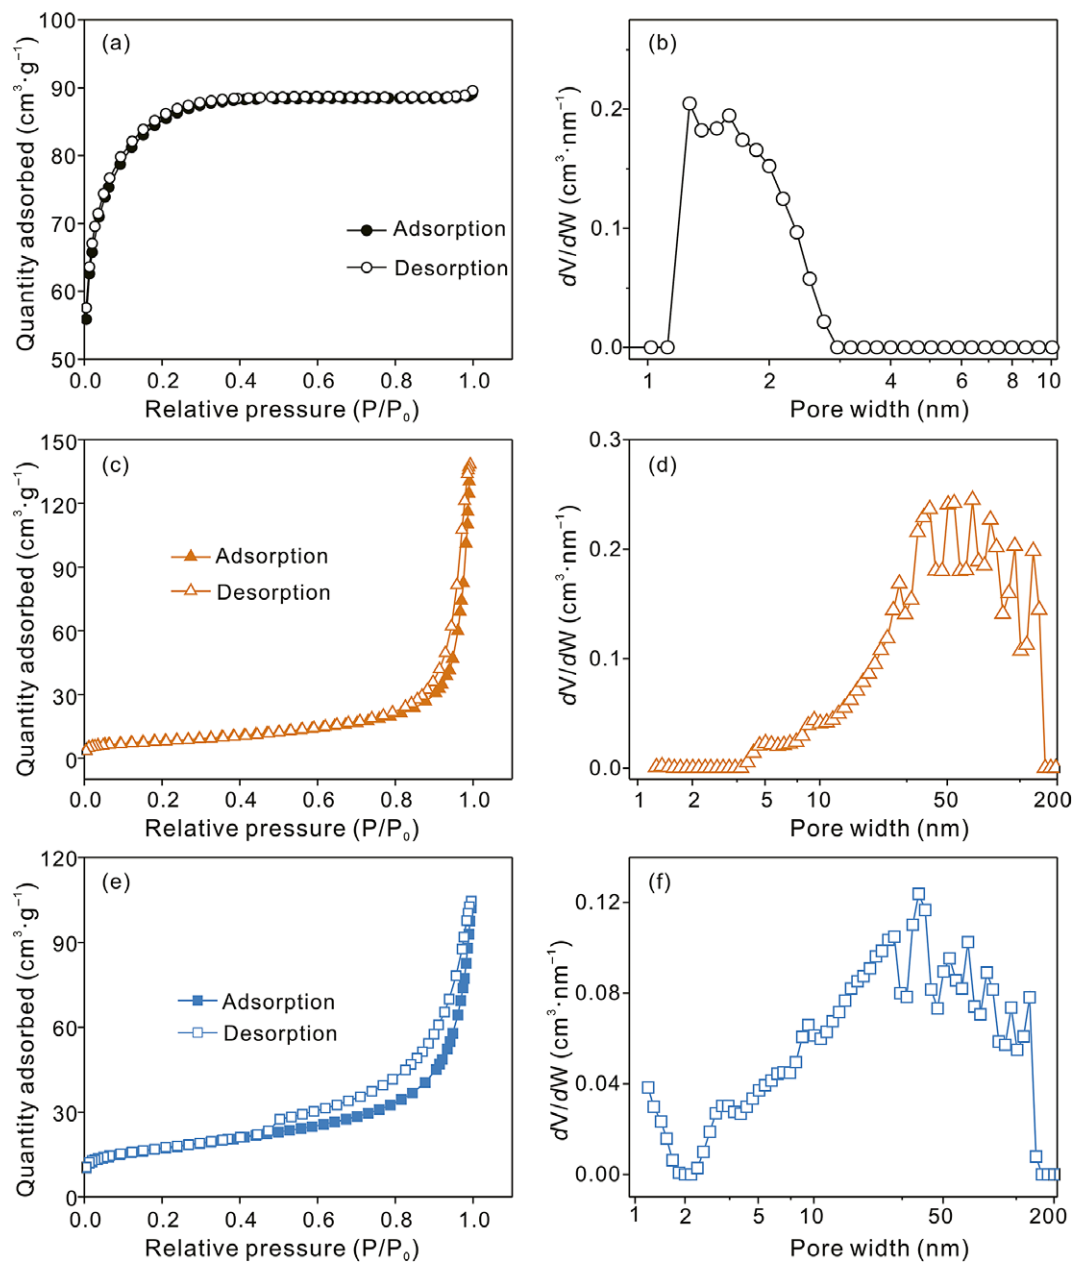 (a)
Quantity adsorbed (cm³·g⁻¹)
100
90
80
70
60
50
Adsorption
Desorption
0.0 0.2 0.4 0.6 0.8 1.0
Relative pressure (P/P₀)
(b)
dV/dW (cm³·nm⁻¹)
0.2
0.1
0.0
1 2 4 6 8 10
Pore width (nm)
(c)
Quantity adsorbed (cm³·g⁻¹)
150
120
90
60
30
0
Adsorption
Desorption
0.0 0.2 0.4 0.6 0.8 1.0
Relative pressure (P/P₀)
(d)
dV/dW (cm³·nm⁻¹)
0.3
0.2
0.1
0.0
1 2 5 10 50 200
Pore width (nm)
(e)
Quantity adsorbed (cm³·g⁻¹)
120
90
60
30
0
Adsorption
Desorption
0.0 0.2 0.4 0.6 0.8 1.0
Relative pressure (P/P₀)
(f)
dV/dW (cm³·nm⁻¹)
0.12
0.08
0.04
0.00
1 2 5 10 50 200
Pore width (nm)